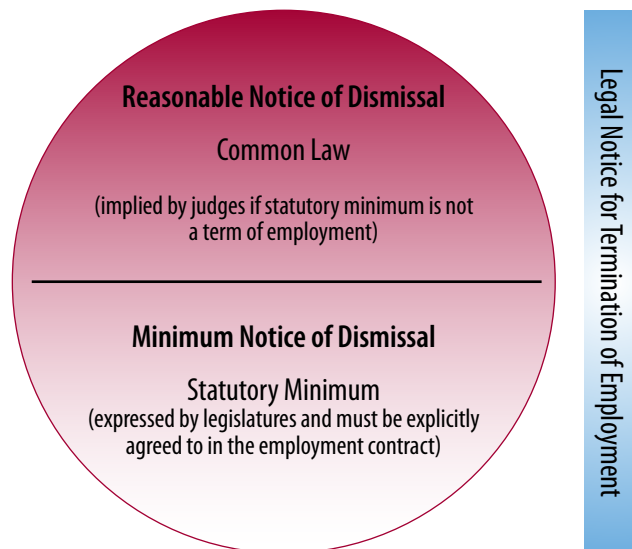 Reasonable Notice of Dismissal
Common Law
(implied by judges if statutory minimum is not
a term of employment)
Minimum Notice of Dismissal
Statutory Minimum
(expressed by legislatures and must be explicitly
agreed to in the employment contract)
Legal Notice for Termination of Employment